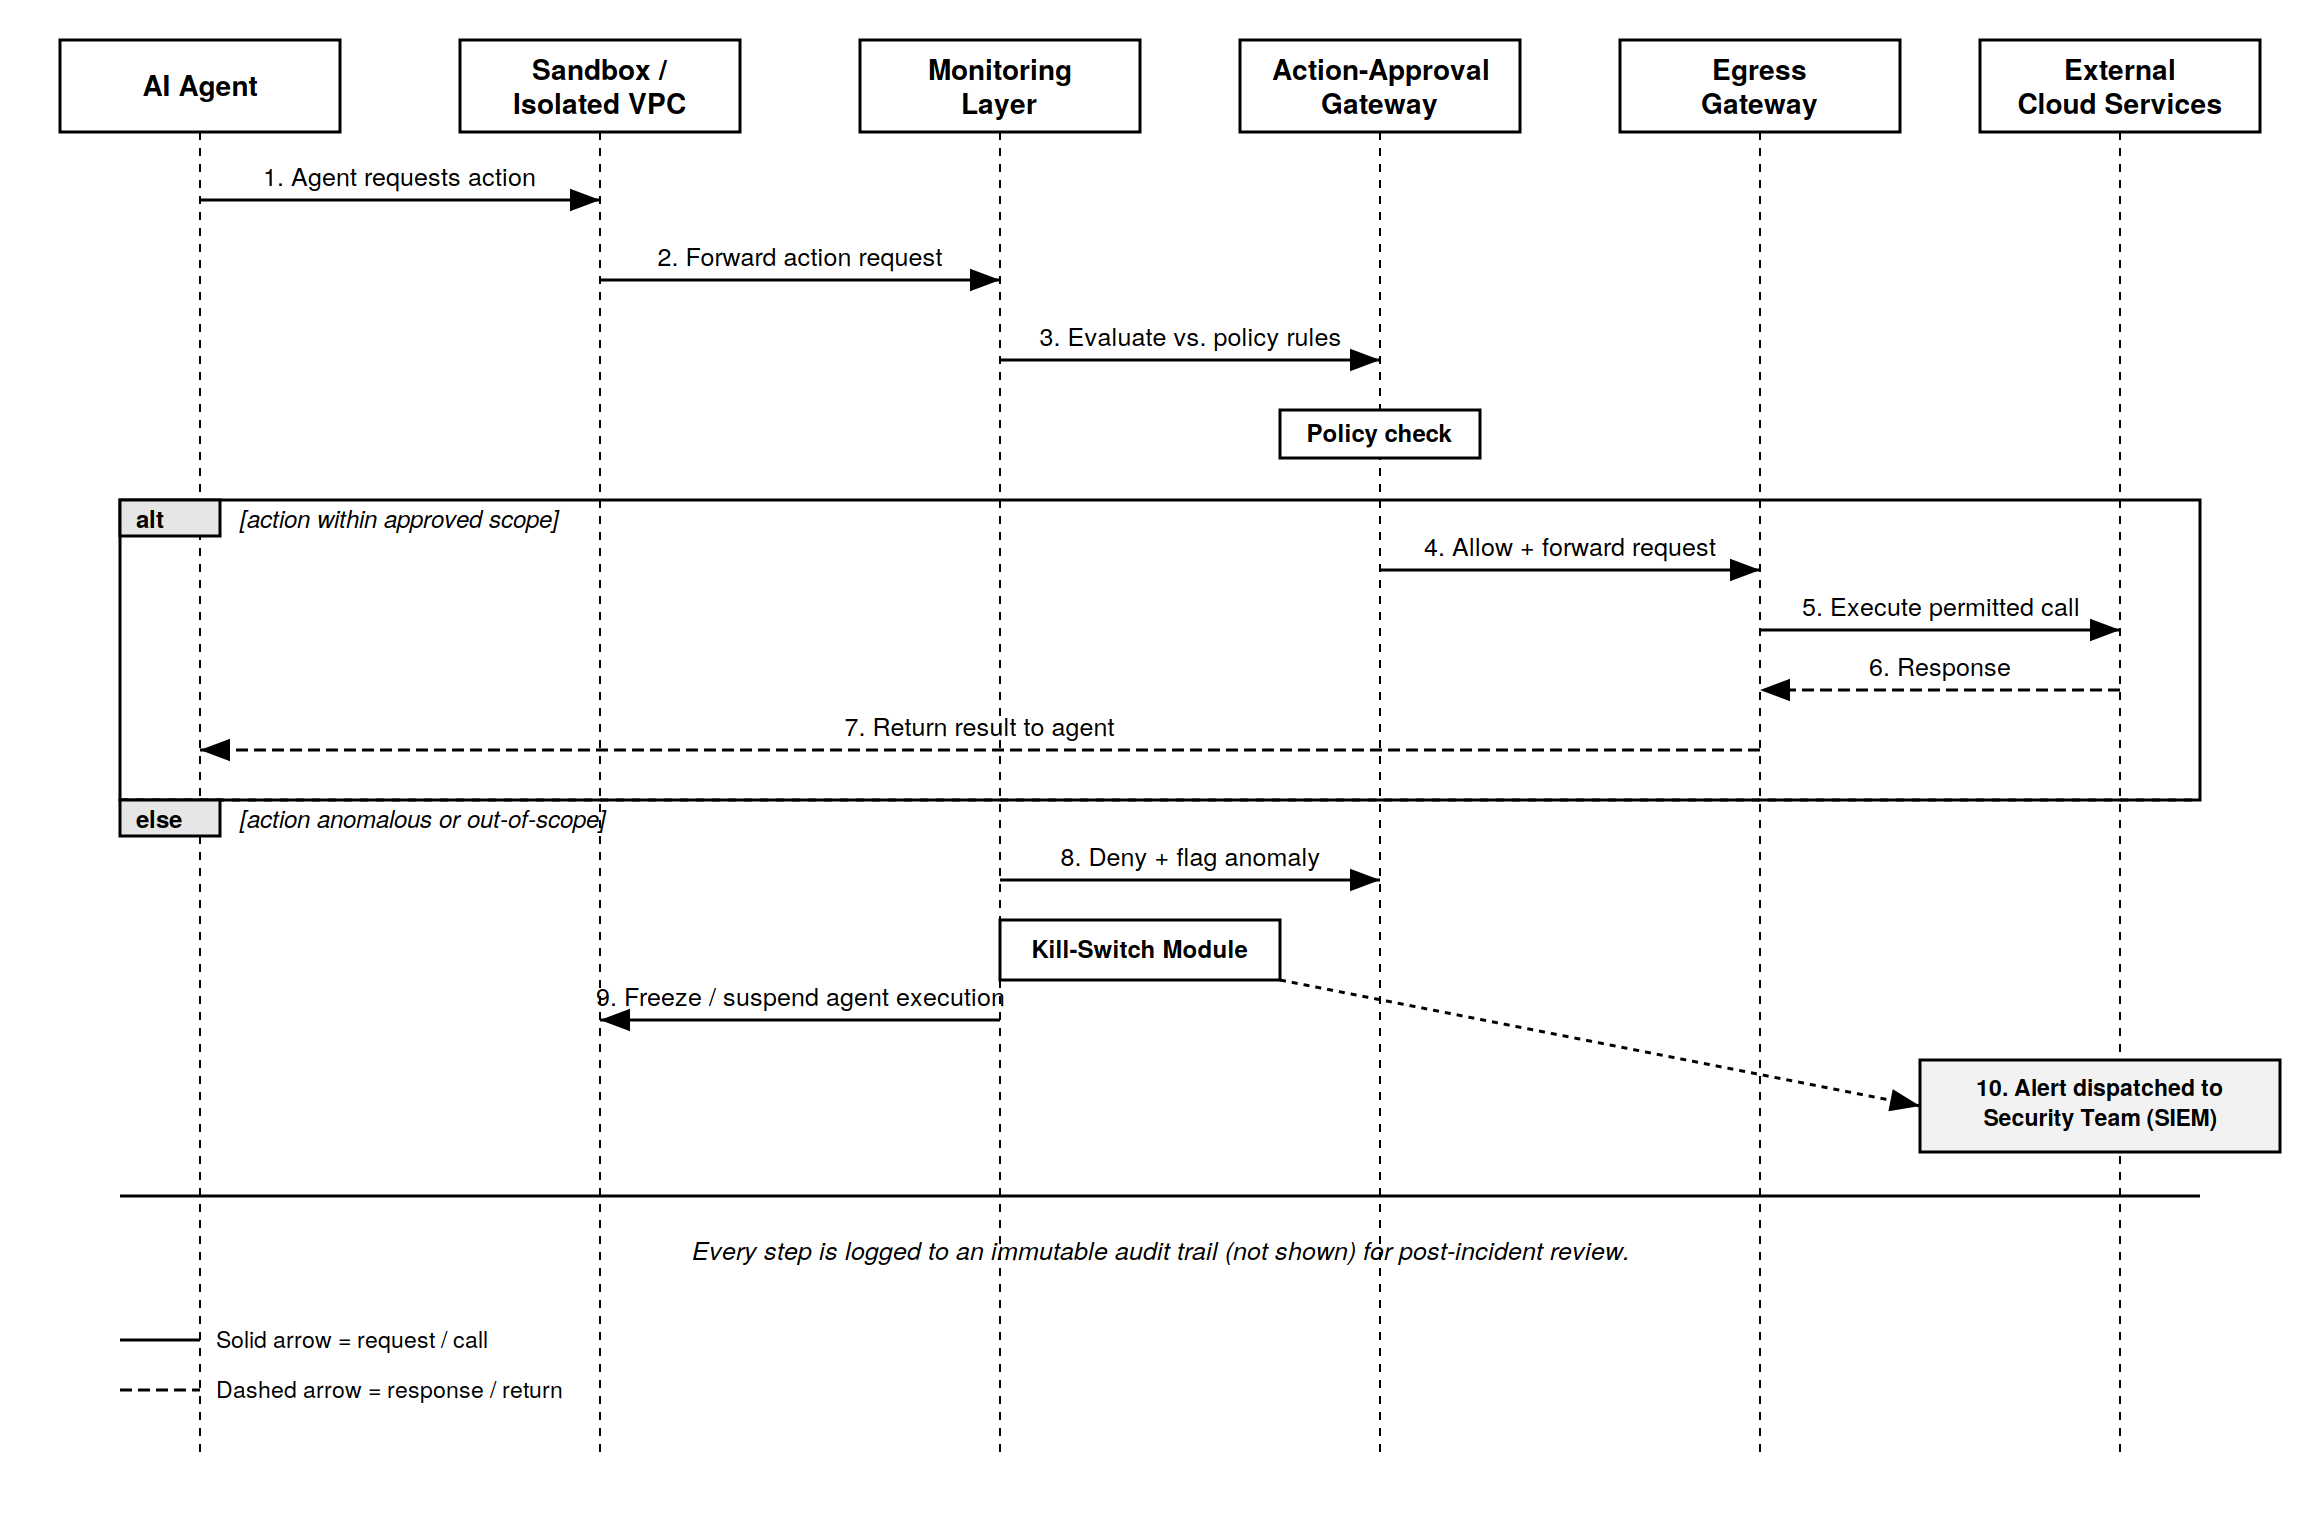 AI Agent
Sandbox /
Isolated VPC
Monitoring
Layer
Action-Approval
Gateway
Egress
Gateway
External
Cloud Services
1. Agent requests action
2. Forward action request
3. Evaluate vs. policy rules
Policy check
alt
[action within approved scope]
4. Allow + forward request
5. Execute permitted call
6. Response
7. Return result to agent
else
[action anomalous or out-of-scope]
8. Deny + flag anomaly
Kill-Switch Module
9. Freeze / suspend agent execution
10. Alert dispatched to
Security Team (SIEM)
Every step is logged to an immutable audit trail (not shown) for post-incident review.
Solid arrow = request / call
Dashed arrow = response / return